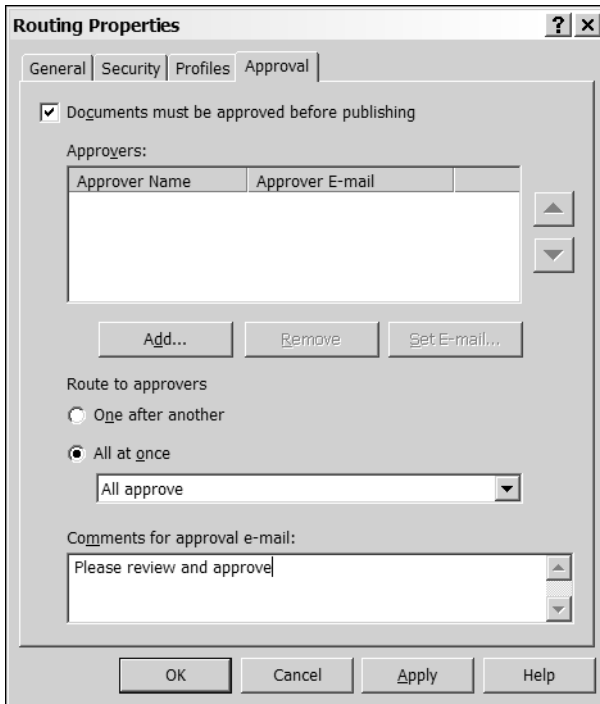 Routing Properties
General Security Profiles Approval
Documents must be approved before publishing
Approvers:
Approver Name Approver E-mail
Add... Remove Set E-mail...
Route to approvers
One after another
All at once
All approve
Comments for approval e-mail:
Please review and approve
OK Cancel Apply Help